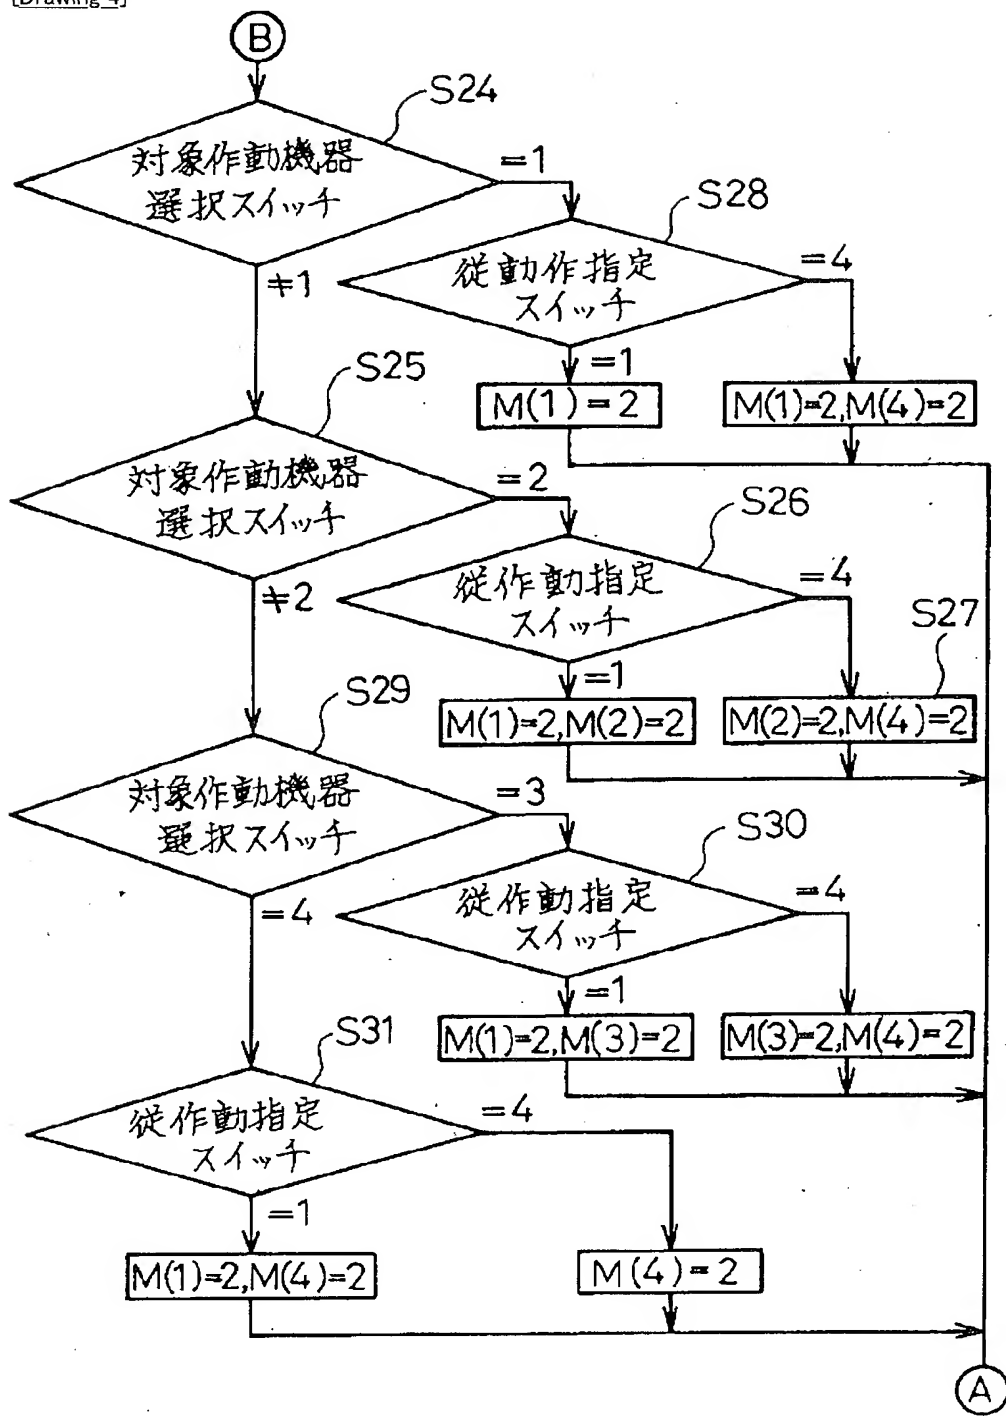 [Drawing 4]
B
S24
対象作動機器
選択スイッチ
=1
≠1
S28
従動作指定
スイッチ
=4
=1
M(1)=2
M(1)=2,M(4)=2
S25
対象作動機器
選択スイッチ
=2
≠2
S26
従作動指定
スイッチ
=4
S27
=1
M(1)=2,M(2)=2
M(2)=2,M(4)=2
S29
対象作動機器
選択スイッチ
=3
=4
S30
従作動指定
スイッチ
=4
=1
M(1)=2,M(3)=2
M(3)=2,M(4)=2
S31
従作動指定
スイッチ
=4
=1
M(1)=2,M(4)=2
M(4)=2
A